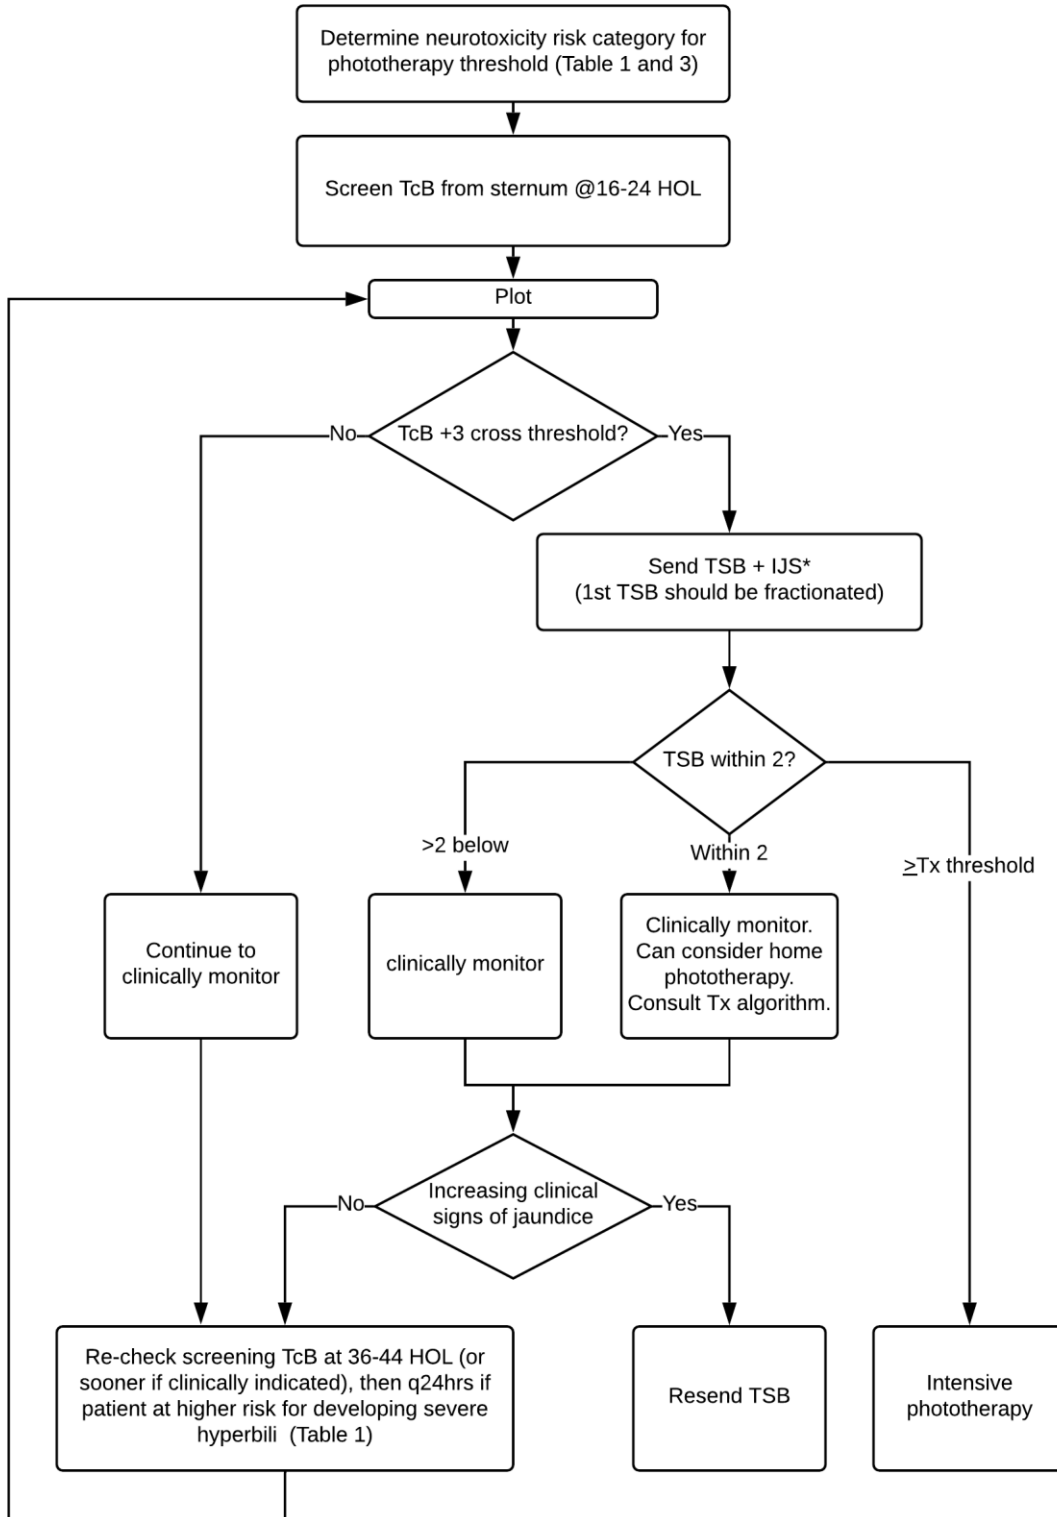 Determine neurotoxicity risk category for
phototherapy threshold (Table 1 and 3)
Screen TcB from sternum @16-24 HOL
Plot
TcB +3 cross threshold?
No
Yes
Send TSB + IJS*
(1st TSB should be fractionated)
TSB within 2?
>2 below
Within 2
≥Tx threshold
Continue to
clinically monitor
clinically monitor
Clinically monitor.
Can consider home
phototherapy.
Consult Tx algorithm.
Increasing clinical
signs of jaundice
No
Yes
Re-check screening TcB at 36-44 HOL (or
sooner if clinically indicated), then q24hrs if
patient at higher risk for developing severe
hyperbili (Table 1)
Resend TSB
Intensive
phototherapy